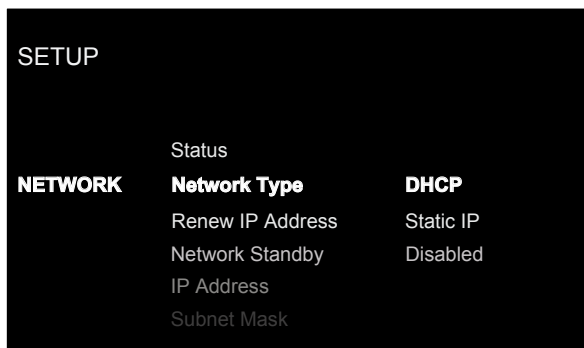 SETUP
Status
NETWORK Network Type DHCP
Renew IP Address Static IP
Network Standby Disabled
IP Address
Subnet Mask